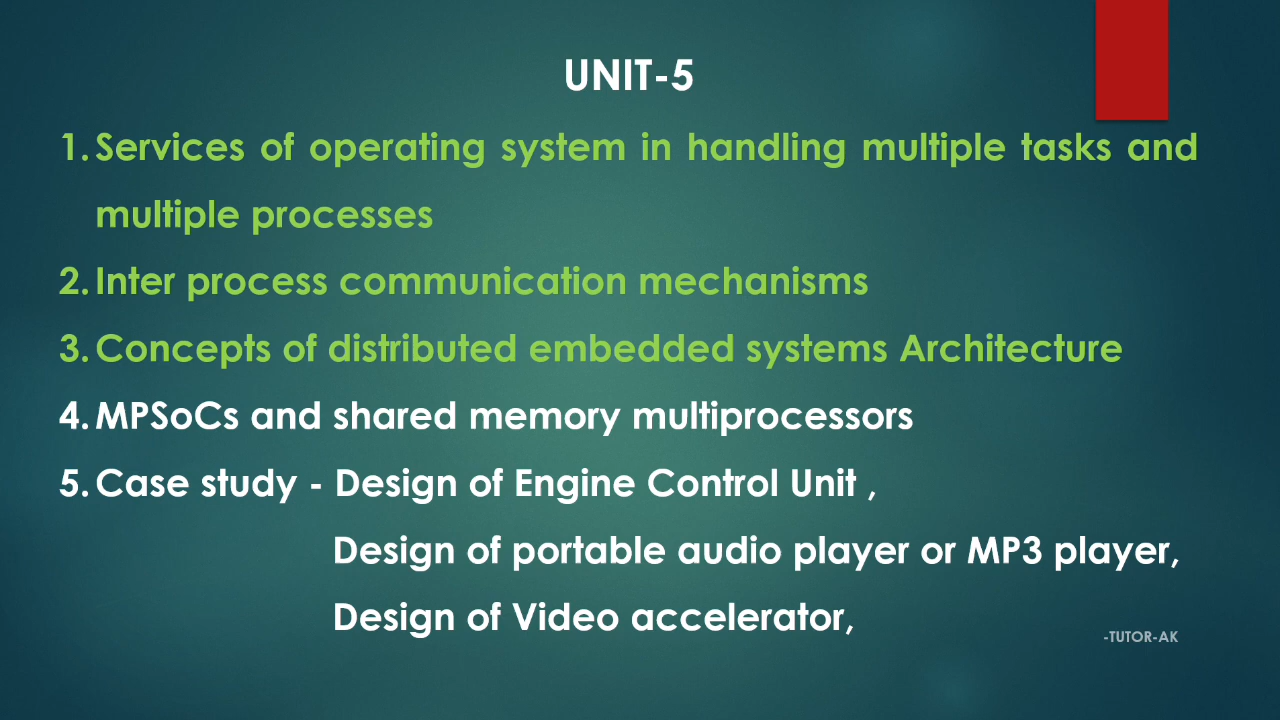 UNIT-5
1. Services of operating system in handling multiple tasks and
multiple processes
2. Inter process communication mechanisms
3. Concepts of distributed embedded systems Architecture
4. MPSoCs and shared memory multiprocessors
5. Case study - Design of Engine Control Unit ,
Design of portable audio player or MP3 player,
Design of Video accelerator,
-TUTOR-AK